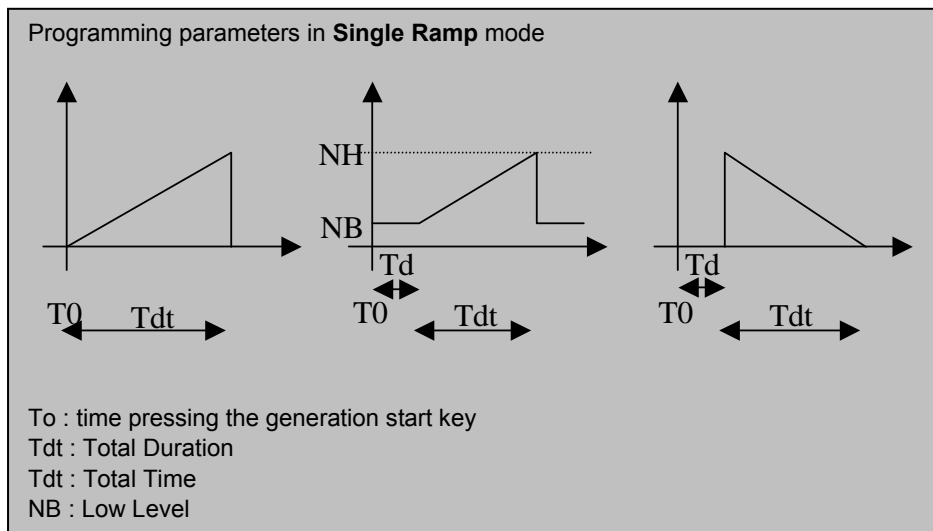 Programming parameters in Single Ramp mode
NH
NB
Td
Td
T0
Tdt
T0
Tdt
T0
Tdt
To : time pressing the generation start key
Tdt : Total Duration
Tdt : Total Time
NB : Low Level